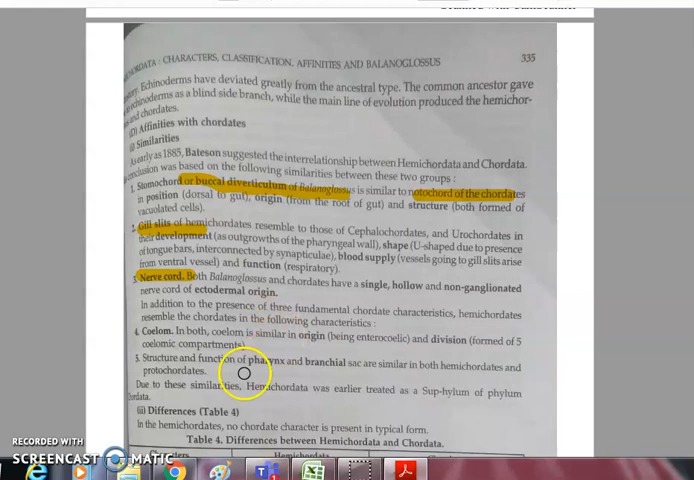 HORDATA : CHARACTERS, CLASSIFICATION, AFFINITIES AND BALANOGLOSSUS 335
Echinoderms have deviated greatly from the ancestral type. The common ancestor gave
echinoderms as a blind side branch, while the main line of evolution produced the hemichor-
and chordates.
(D) Affinities with chordates
(i) Similarities
As early as 1885, Bateson suggested the interrelationship between Hemichordata and Chordata.
conclusion was based on the following similarities between these two groups :
1. Stomochord or buccal diverticulum of Balanoglossus is similar to notochord of the chordates
in position (dorsal to gut), origin (from the roof of gut) and structure (both formed of
vacuolated cells).
2. Gill slits of hemichordates resemble to those of Cephalochordates, and Urochordates in
their development (as outgrowths of the pharyngeal wall), shape (U-shaped due to presence
of tongue bars, interconnected by synapticulae), blood supply (vessels going to gill slits arise
from ventral vessel) and function (respiratory).
3. Nerve cord. Both Balanoglossus and chordates have a single, hollow and non-ganglionated
nerve cord of ectodermal origin.
In addition to the presence of three fundamental chordate characters, hemichordates
resemble the chordates in the following characteristics :
4. Coelom. In both, coelom is similar in origin (being enterocoelic) and division (formed of 5
coelomic compartments).
5. Structure and function of pharynx and branchial sac are similar in both hemichordates and
protochordates.
Due to these similarities, Hemichordata was earlier treated as a Sup-hylum of phylum
Cordata.
(ii) Differences (Table 4)
In the hemichordates, no chordate character is present in typical form.
Table 4. Differences between Hemichordata and Chordata.
RECORDED WITH
SCREENCAST MATIC